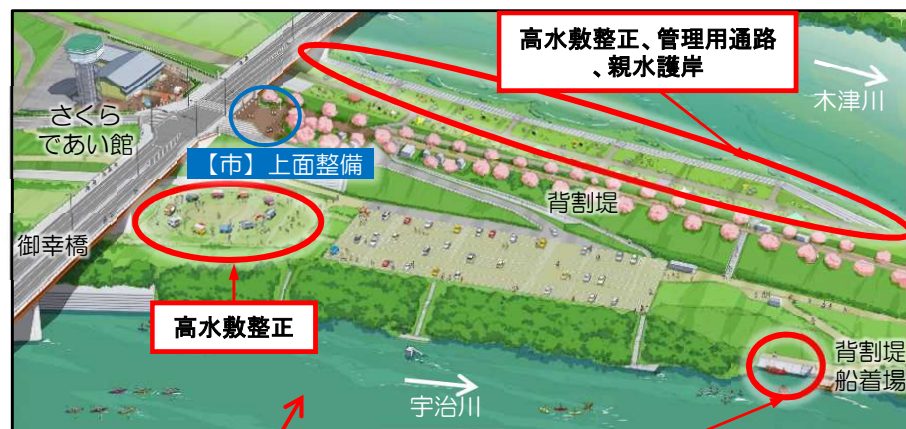 高水敷整正、管理用通路
、親水護岸
木津川
さくら
であい館
【市】上面整備
背割堤
御幸橋
高水敷整正
背割堤
船着場
宇治川